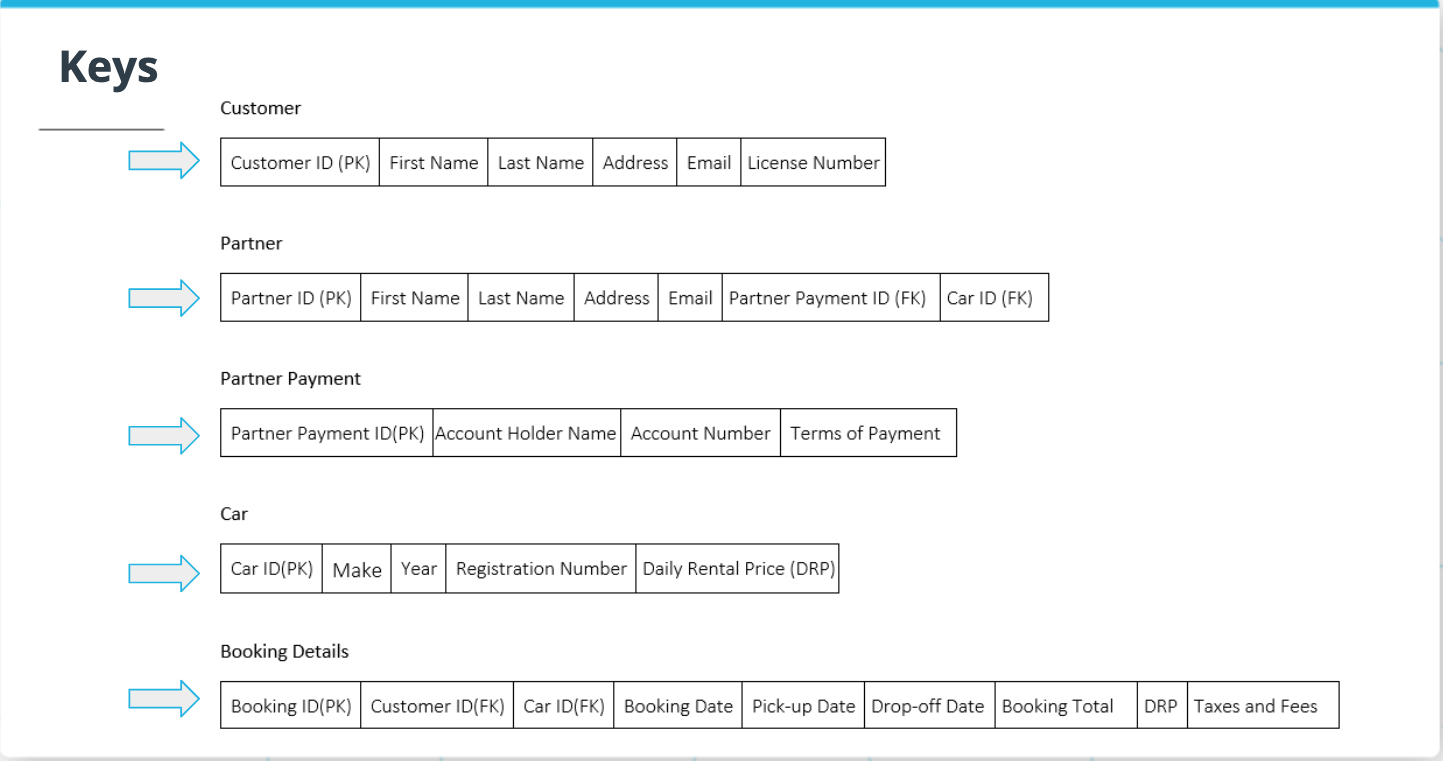 Keys
Customer
Customer ID (PK) First Name Last Name Address Email License Number
Partner
Partner ID (PK) First Name Last Name Address Email Partner Payment ID (FK) Car ID (FK)
Partner Payment
Partner Payment ID(PK) Account Holder Name Account Number Terms of Payment
Car
Car ID(PK) Make Year Registration Number Daily Rental Price (DRP)
Booking Details
Booking ID(PK) Customer ID(FK) Car ID(FK) Booking Date Pick-up Date Drop-off Date Booking Total DRP Taxes and Fees